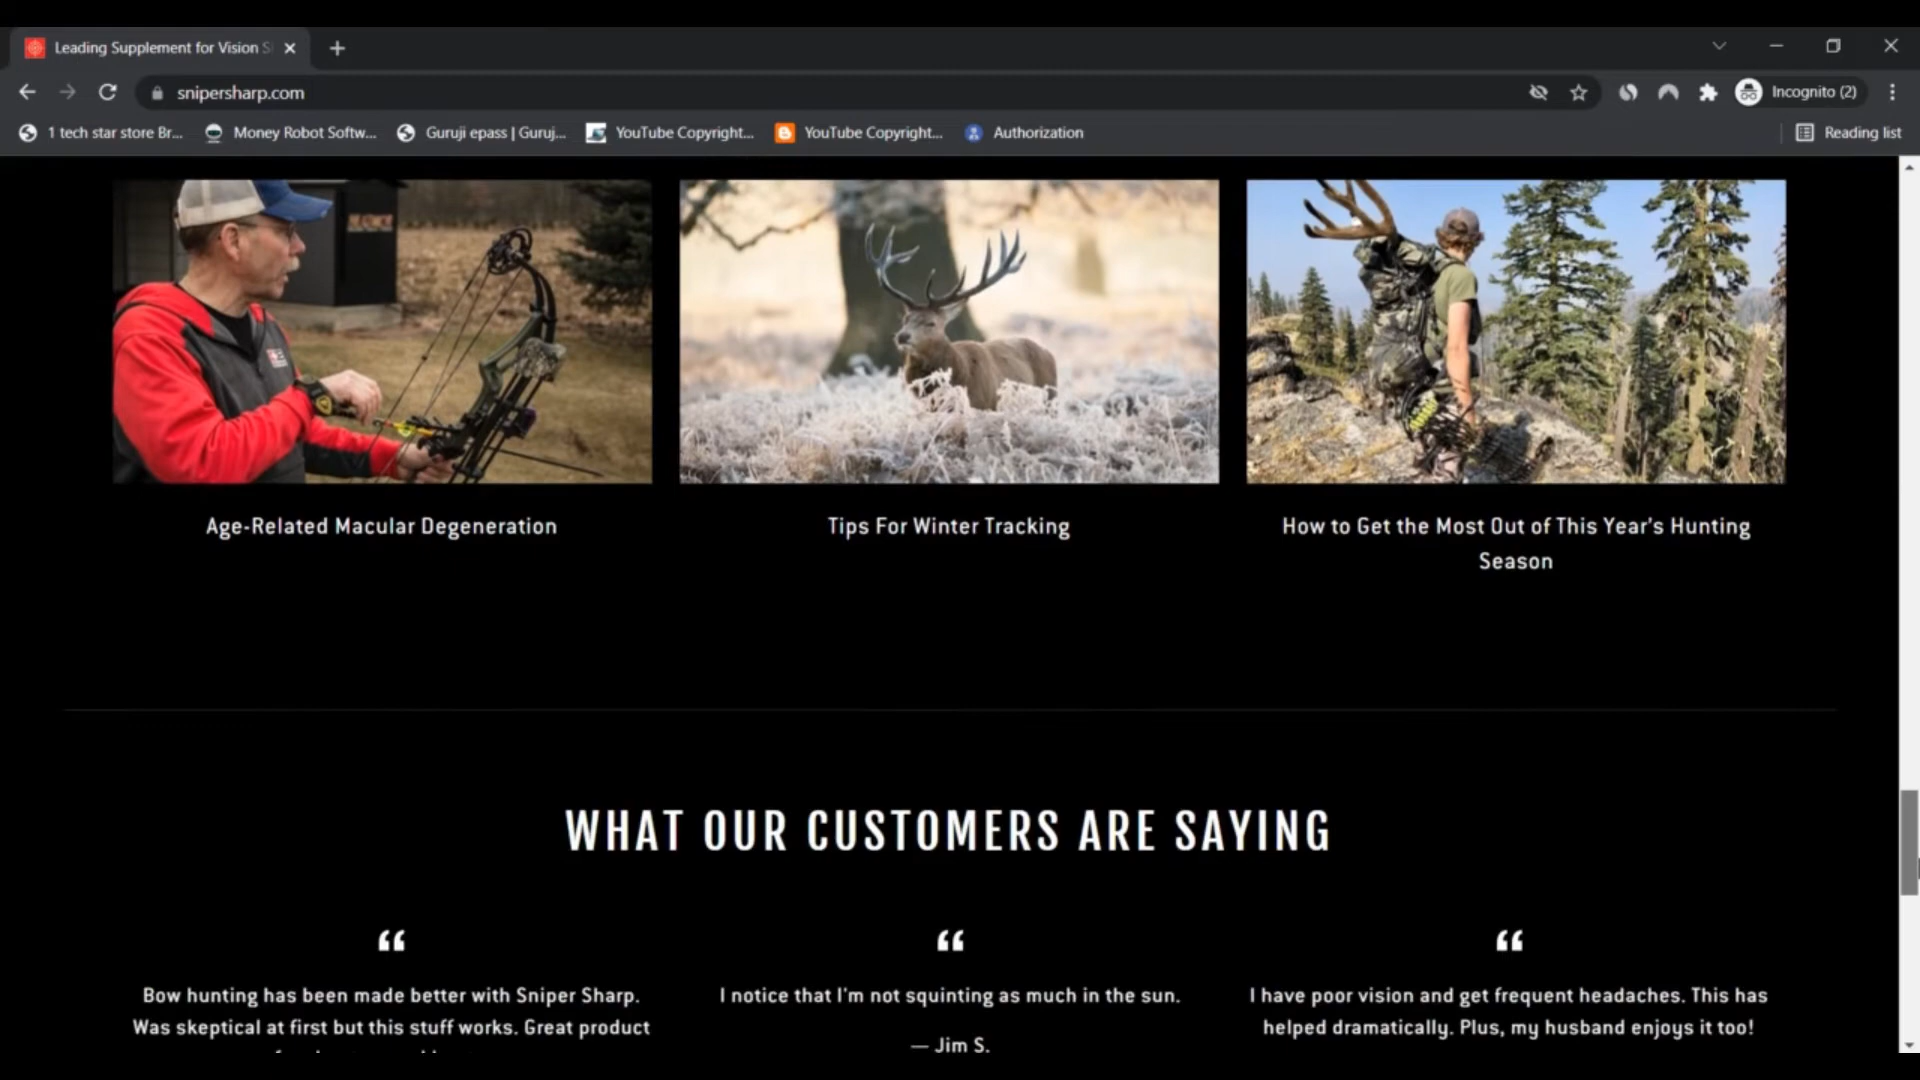 Leading Supplement for Vision S
snipersharp.com
Incognito (2)
1 tech star store Br...
Money Robot Softw...
Guruji epass | Guruj...
YouTube Copyright...
YouTube Copyright...
Authorization
Reading list
Age-Related Macular Degeneration
Tips For Winter Tracking
How to Get the Most Out of This Year's Hunting
Season
WHAT OUR CUSTOMERS ARE SAYING
“
Bow hunting has been made better with Sniper Sharp.
Was skeptical at first but this stuff works. Great product
“
I notice that I'm not squinting as much in the sun.
— Jim S.
“
I have poor vision and get frequent headaches. This has
helped dramatically. Plus, my husband enjoys it too!